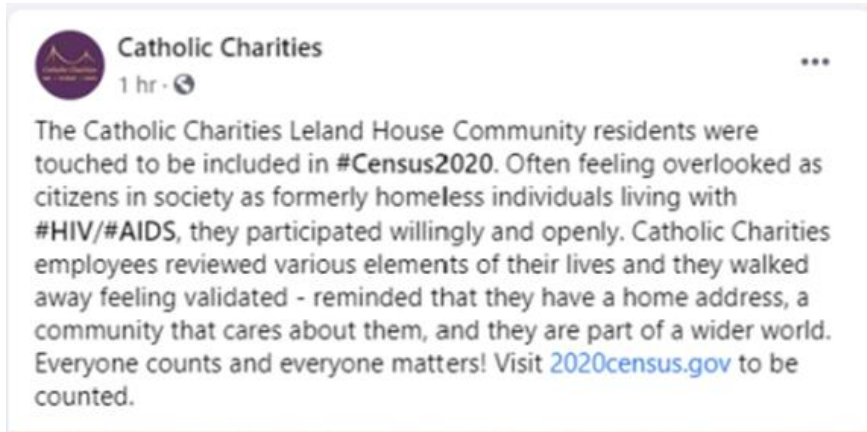 Catholic Charities
1 hr ·
The Catholic Charities Leland House Community residents were
touched to be included in #Census2020. Often feeling overlooked as
citizens in society as formerly homeless individuals living with
#HIV/#AIDS, they participated willingly and openly. Catholic Charities
employees reviewed various elements of their lives and they walked
away feeling validated - reminded that they have a home address, a
community that cares about them, and they are part of a wider world.
Everyone counts and everyone matters! Visit 2020census.gov to be
counted.